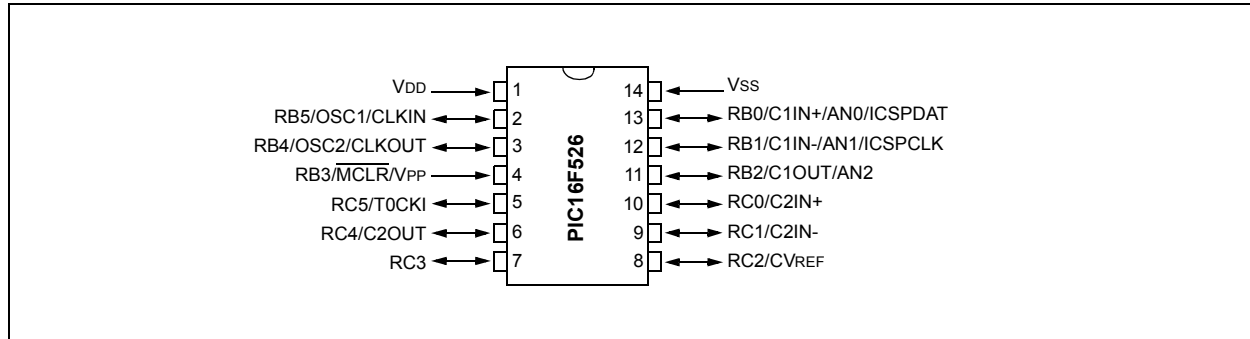 VDD 1
RB5/OSC1/CLKIN 2
RB4/OSC2/CLKOUT 3
RB3/MCLR/VPP 4
RC5/T0CKI 5
RC4/C2OUT 6
RC3 7
PIC16F526
14 VSS
13 RB0/C1IN+/AN0/ICSPDAT
12 RB1/C1IN-/AN1/ICSPCLK
11 RB2/C1OUT/AN2
10 RC0/C2IN+
9 RC1/C2IN-
8 RC2/CVREF